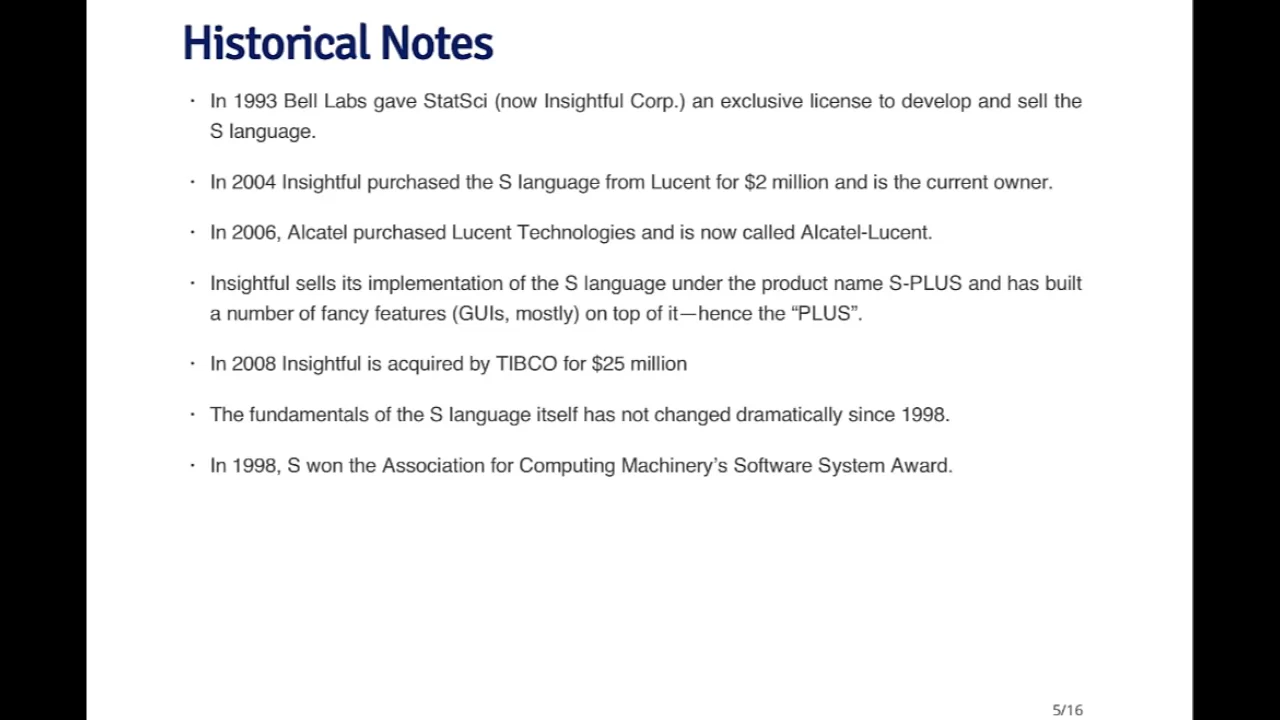 Historical Notes
· In 1993 Bell Labs gave StatSci (now Insightful Corp.) an exclusive license to develop and sell the
S language.
· In 2004 Insightful purchased the S language from Lucent for $2 million and is the current owner.
· In 2006, Alcatel purchased Lucent Technologies and is now called Alcatel-Lucent.
· Insightful sells its implementation of the S language under the product name S-PLUS and has built
a number of fancy features (GUIs, mostly) on top of it—hence the “PLUS”.
· In 2008 Insightful is acquired by TIBCO for $25 million
· The fundamentals of the S language itself has not changed dramatically since 1998.
· In 1998, S won the Association for Computing Machinery’s Software System Award.
5/16